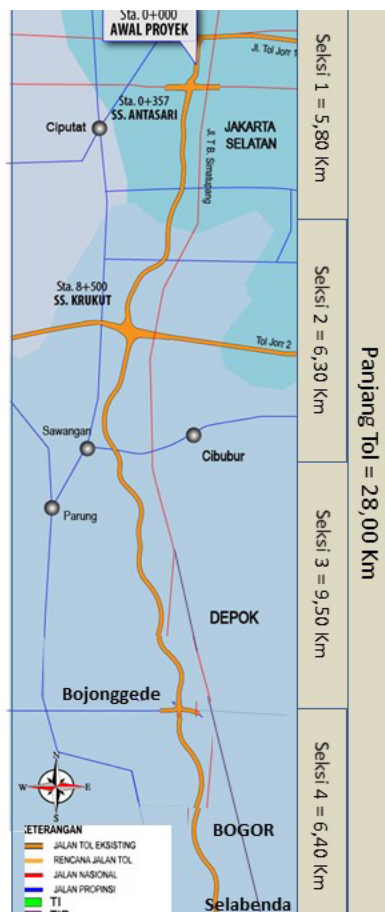 Sta. 0+000
AWAL PROYEK
Jl. Tol Jorr 1
Sta. 0+357
SS. ANTASARI
Ciputat
JAKARTA
SELATAN
Jl. T B. Simatupang
Sta. 8+500
SS. KRUKUT
Tol Jorr 2
Sawangan
Cibubur
Parung
DEPOK
Bojonggede
N
W
E
S
BOGOR
Selabenda
KETERANGAN
JALAN TOL EKSISTING
RENCANA JALAN TOL
JALAN NASIONAL
JALAN PROPINSI
TI
Seksi 1 = 5,80 Km
Seksi 2 = 6,30 Km
Seksi 3 = 9,50 Km
Seksi 4 = 6,40 Km
Panjang Tol = 28,00 Km